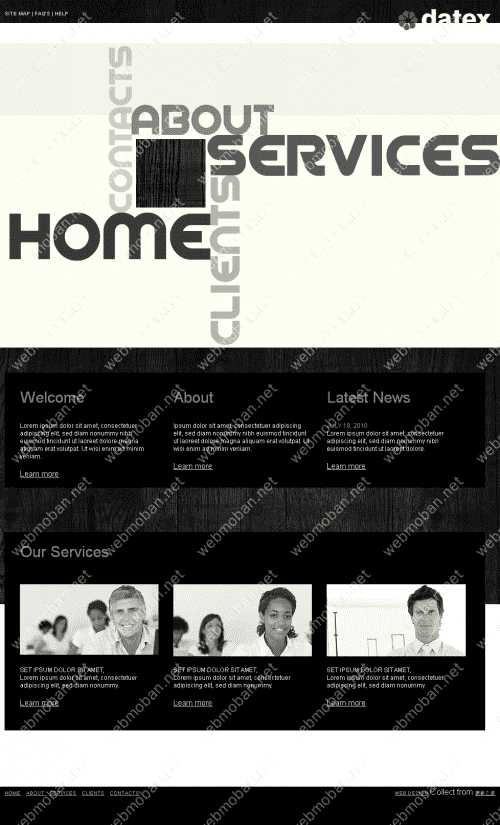 SITE MAP | FAQ'S | HELP
datex
CONTACTS
ABOUT
SERVICES
HOME
CLIENTS
Welcome
Lorem ipsum dolor sit amet, consectetuer
adipiscing elit, sed diam nonummy nibh
euismod tincidunt ut laoreet dolore magna
aliquam erat volutpat. Ut wisi enim ad minim
veniam.
Learn more
About
Ipsum dolor sit amet, consectetuer
elit, sed diam nonummy nibh euismod tincidunt
ut laoreet dolore magna aliquam erat volutpat. Ut
wisi enim ad minim veniam.
Learn more
Latest News
JULY 18, 2010
Lorem ipsum dolor sit amet, consectetuer
adipiscing elit, sed diam nonummy nibh
euismod tincidunt ut laoreet dolore.
Learn more
Our Services
SET IPSUM DOLOR SIT AMET,
Lorem ipsum dolor sit amet, consectetuer
adipiscing elit, sed diam nonummy.
Learn more
SET IPSUM DOLOR SIT AMET,
Lorem ipsum dolor sit amet, consectetuer
adipiscing elit, sed diam nonummy.
Learn more
SET IPSUM DOLOR SIT AMET,
Lorem ipsum dolor sit amet, consectetuer
adipiscing elit, sed diam nonummy.
Learn more
HOME ABOUT SERVICES CLIENTS CONTACTS
WEB DESIGN Collect from
webmoban.net